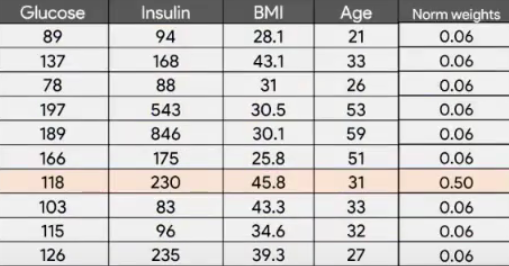 Glucose Insulin BMI Age Norm weights
89 94 28.1 21 0.06
137 168 43.1 33 0.06
78 88 31 26 0.06
197 543 30.5 53 0.06
189 846 30.1 59 0.06
166 175 25.8 51 0.06
118 230 45.8 31 0.50
103 83 43.3 33 0.06
115 96 34.6 32 0.06
126 235 39.3 27 0.06